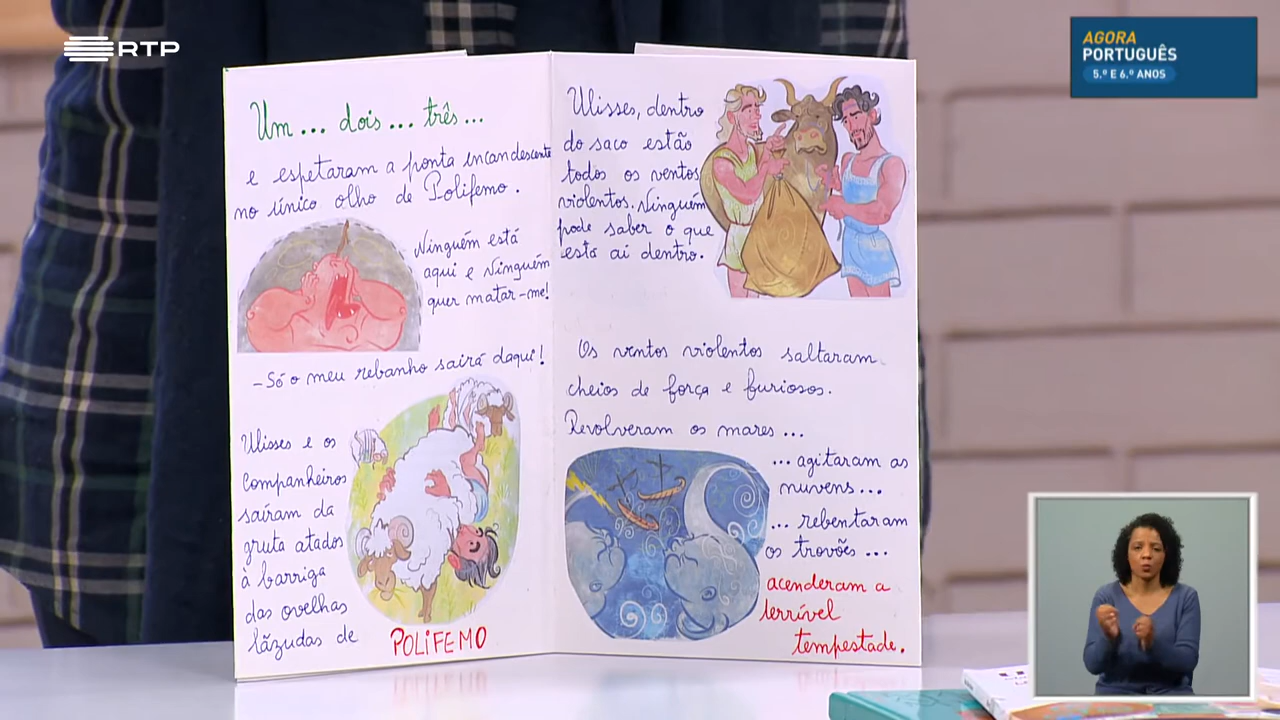 RTP
AGORA
PORTUGUÊS
5.º E 6.º ANOS
Um... dois... três...
e espetaram a ponta incandescente
no único olho de Polifemo.
Ninguém está
aqui e Ninguém
quer matar-me!
- Só o meu rebanho sairá daqui!
Ulisses e os
companheiros
saíram da
gruta atados
à barriga
das ovelhas
lãzudas de
POLIFEMO
Ulisses, dentro
do saco estão
todos os ventos
violentos. Ninguém
pode saber o que
está aí dentro.
Os ventos violentos saltaram
cheios de força e furiosos.
Revolveram os mares...
... agitaram as
nuvens...
... rebentaram
os trovões...
acenderam a
terrível
tempestade.